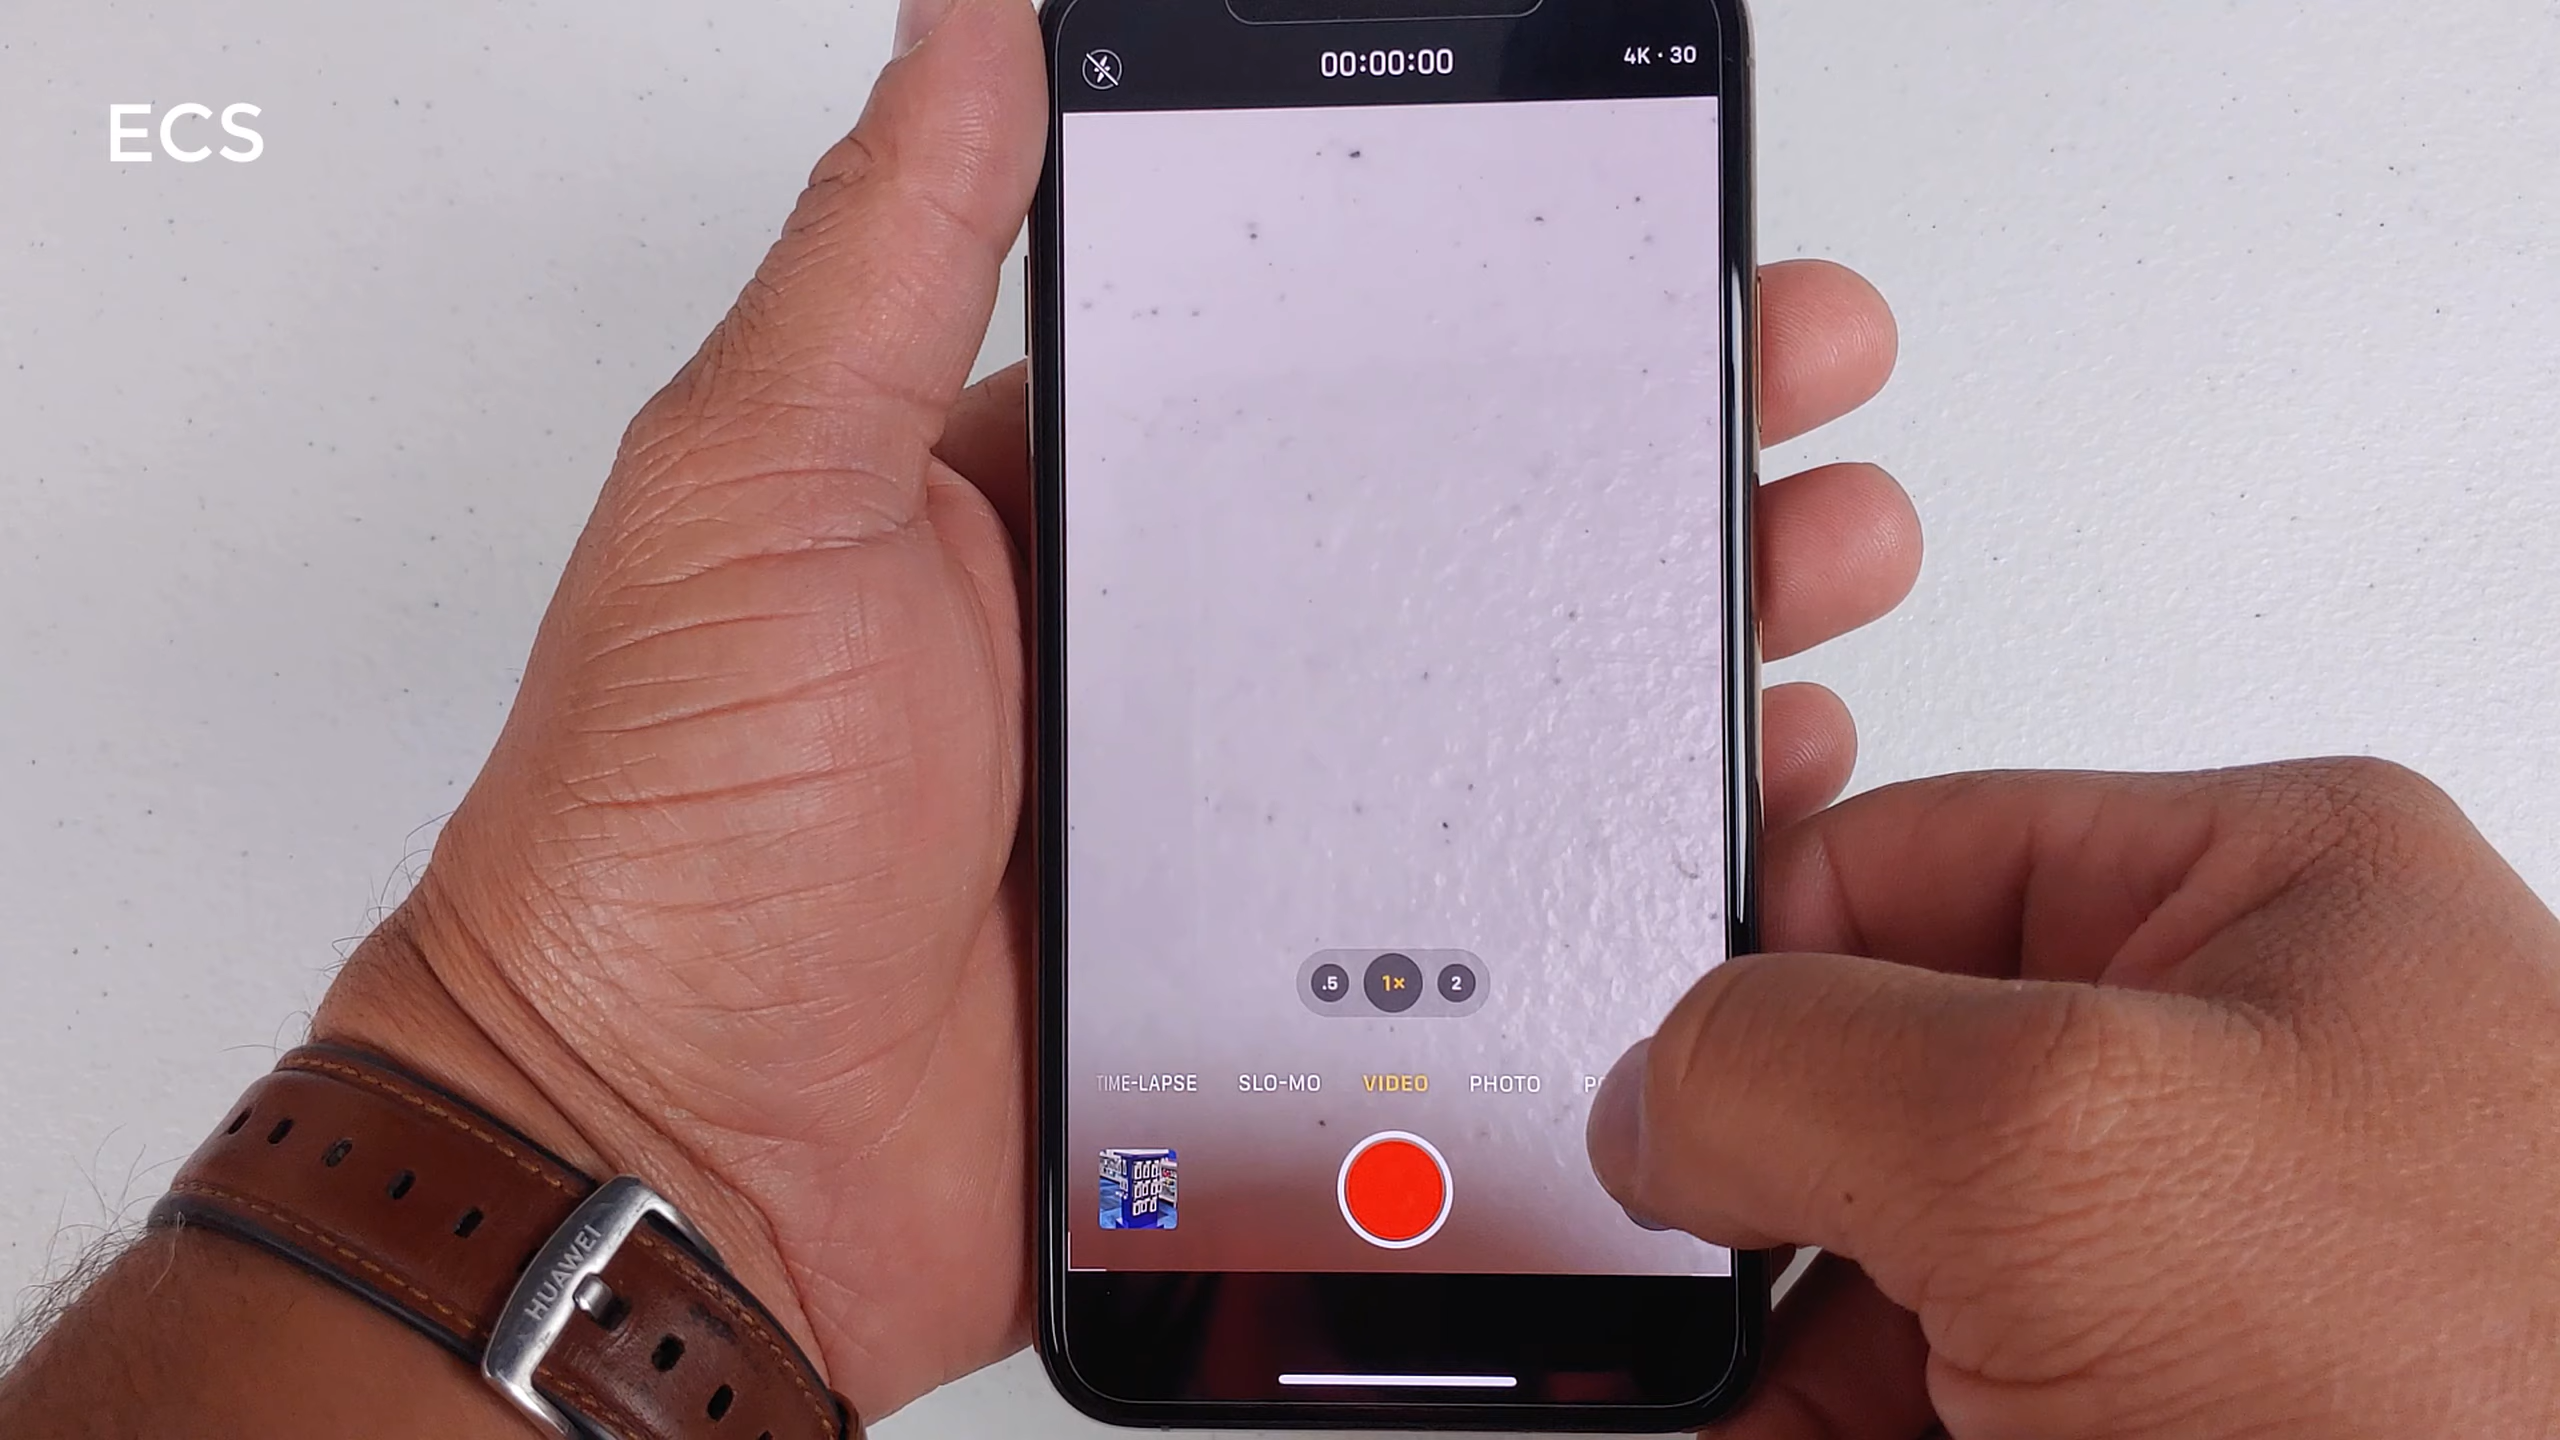 ECS
00:00:00
4K · 30
.5 1× 2
TIME-LAPSE SLO-MO VIDEO PHOTO
HUAWEI